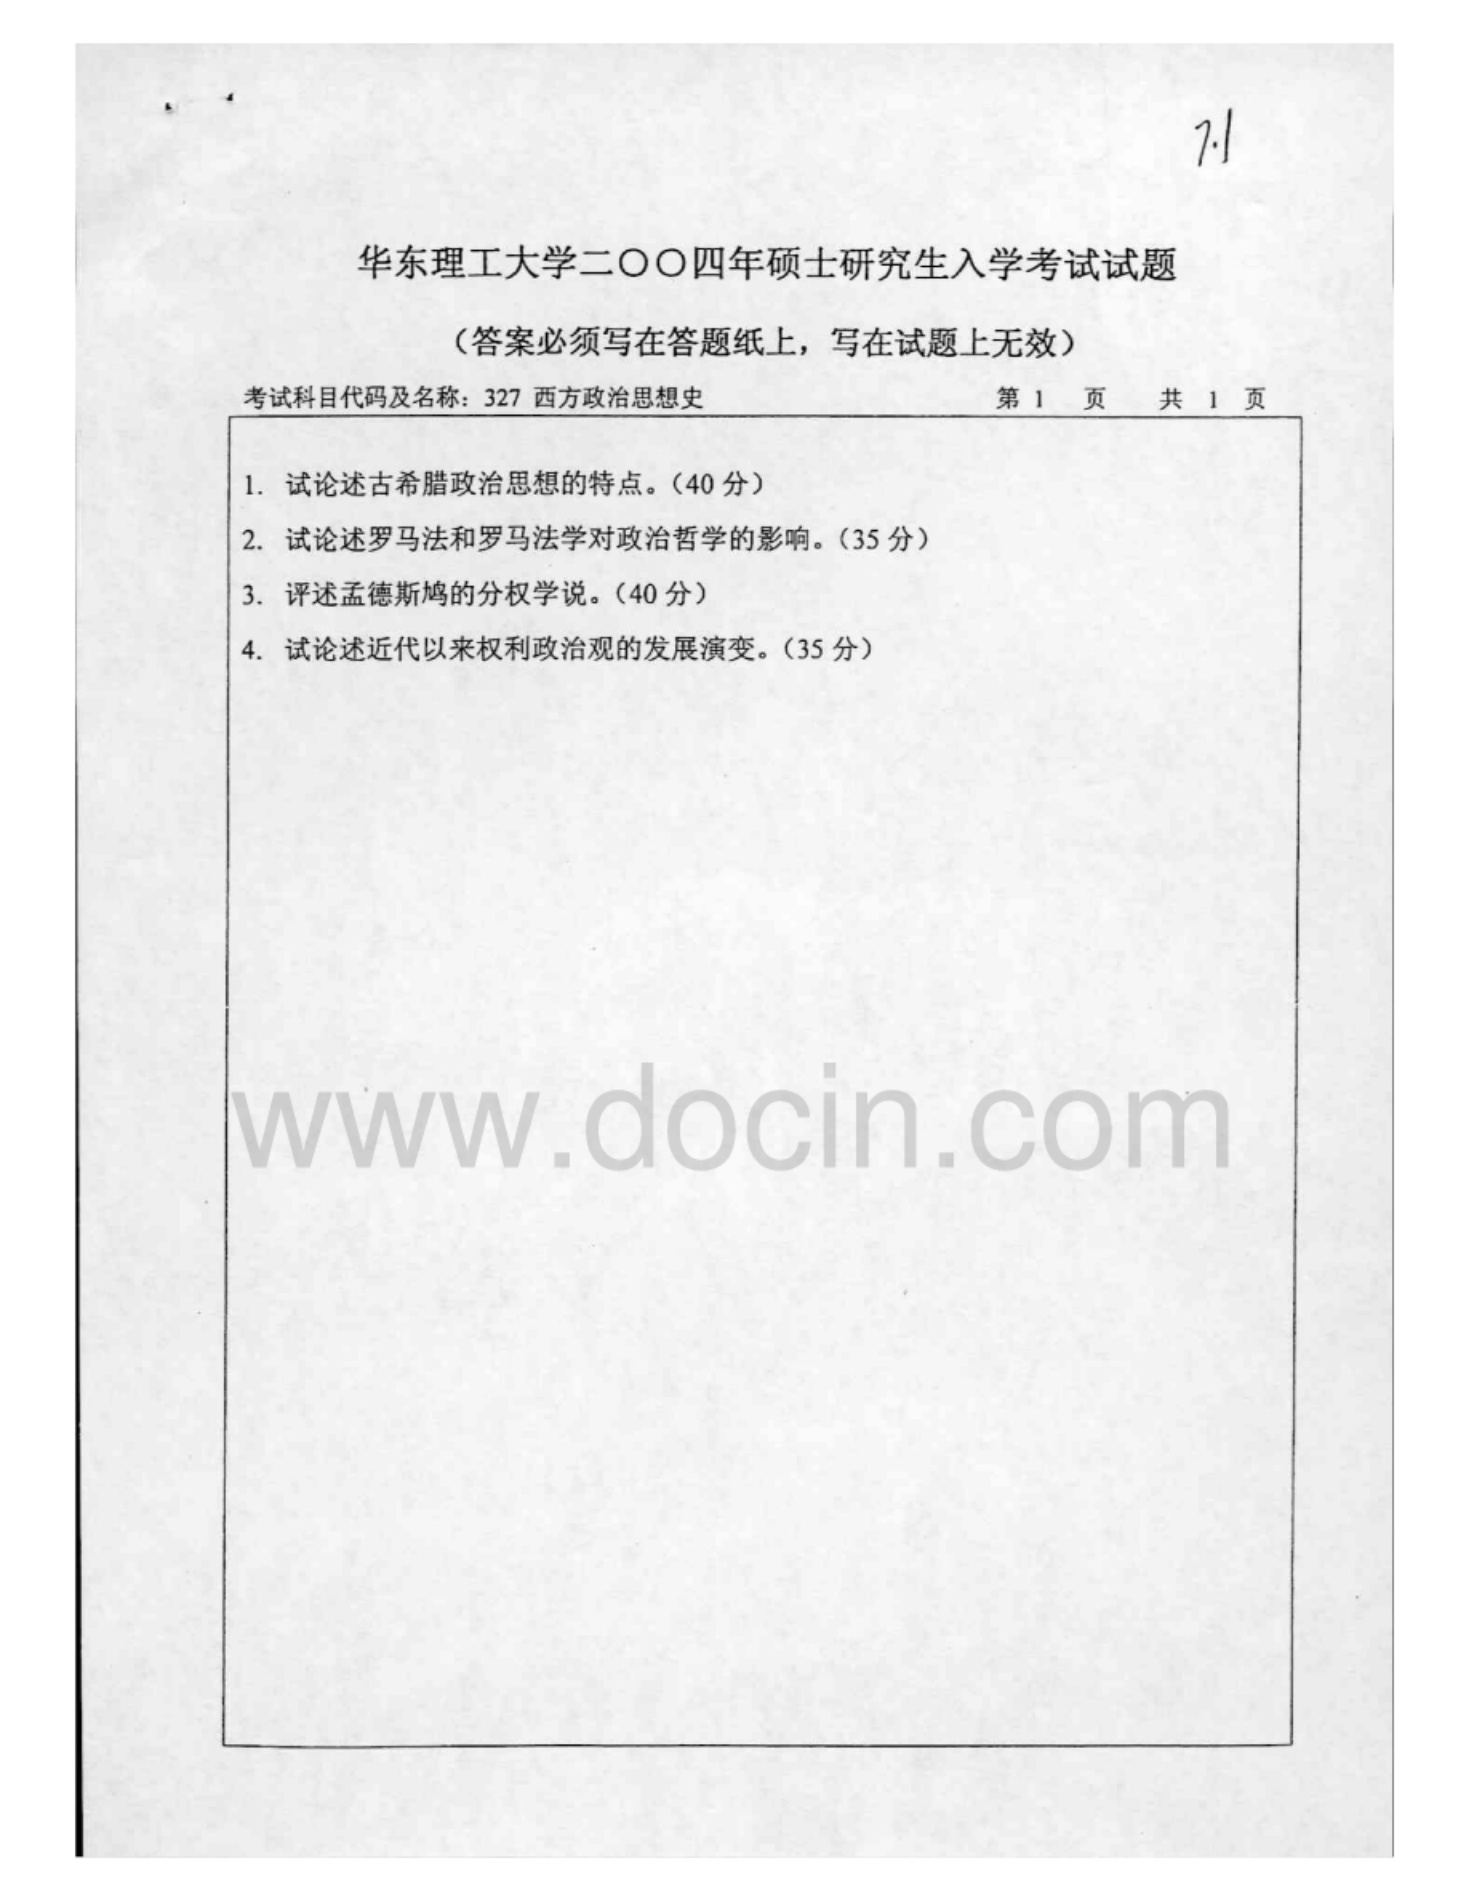 7.1
华东理工大学二〇〇四年硕士研究生入学考试试题
（答案必须写在答题纸上，写在试题上无效）
考试科目代码及名称：327 西方政治思想史 第 1 页 共 1 页
1. 试论述古希腊政治思想的特点。（40 分）
2. 试论述罗马法和罗马法学对政治哲学的影响。（35 分）
3. 评述孟德斯鸠的分权学说。（40 分）
4. 试论述近代以来权利政治观的发展演变。（35 分）
www.docin.com